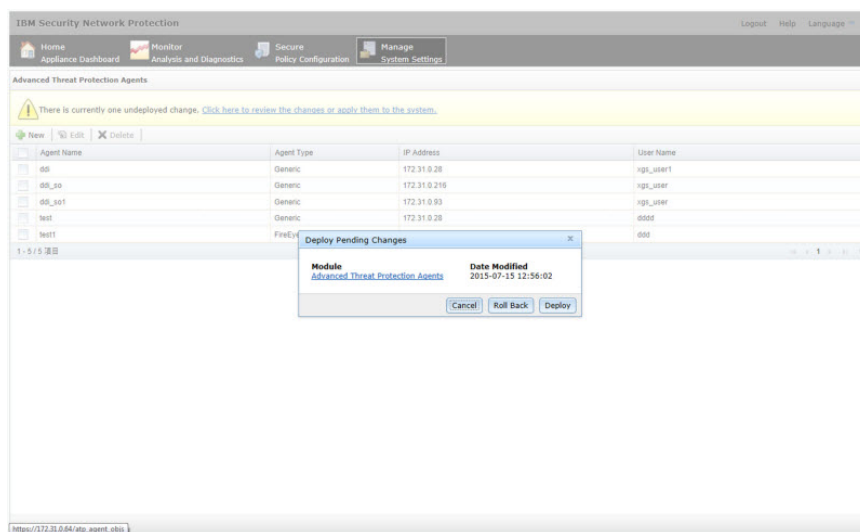 IBM Security Network Protection
Logout Help Language
Home Monitor Secure Manage
Appliance Dashboard Analysis and Diagnostics Policy Configuration System Settings
Advanced Threat Protection Agents
There is currently one undeployed change. Click here to review the changes or apply them to the system.
New Edit Delete
Agent Name Agent Type IP Address User Name
ddi Generic 172.31.0.28 xgs_user1
ddi_so Generic 172.31.0.216 xgs_user
ddi_so1 Generic 172.31.0.93 xgs_user
test Generic 172.31.0.28 dddd
test1 FireEye ddd
1 - 5 / 5 項目 1
Deploy Pending Changes
Module Date Modified
Advanced Threat Protection Agents 2015-07-15 12:56:02
Cancel Roll Back Deploy
https://172.31.0.64/atp_agent_objs